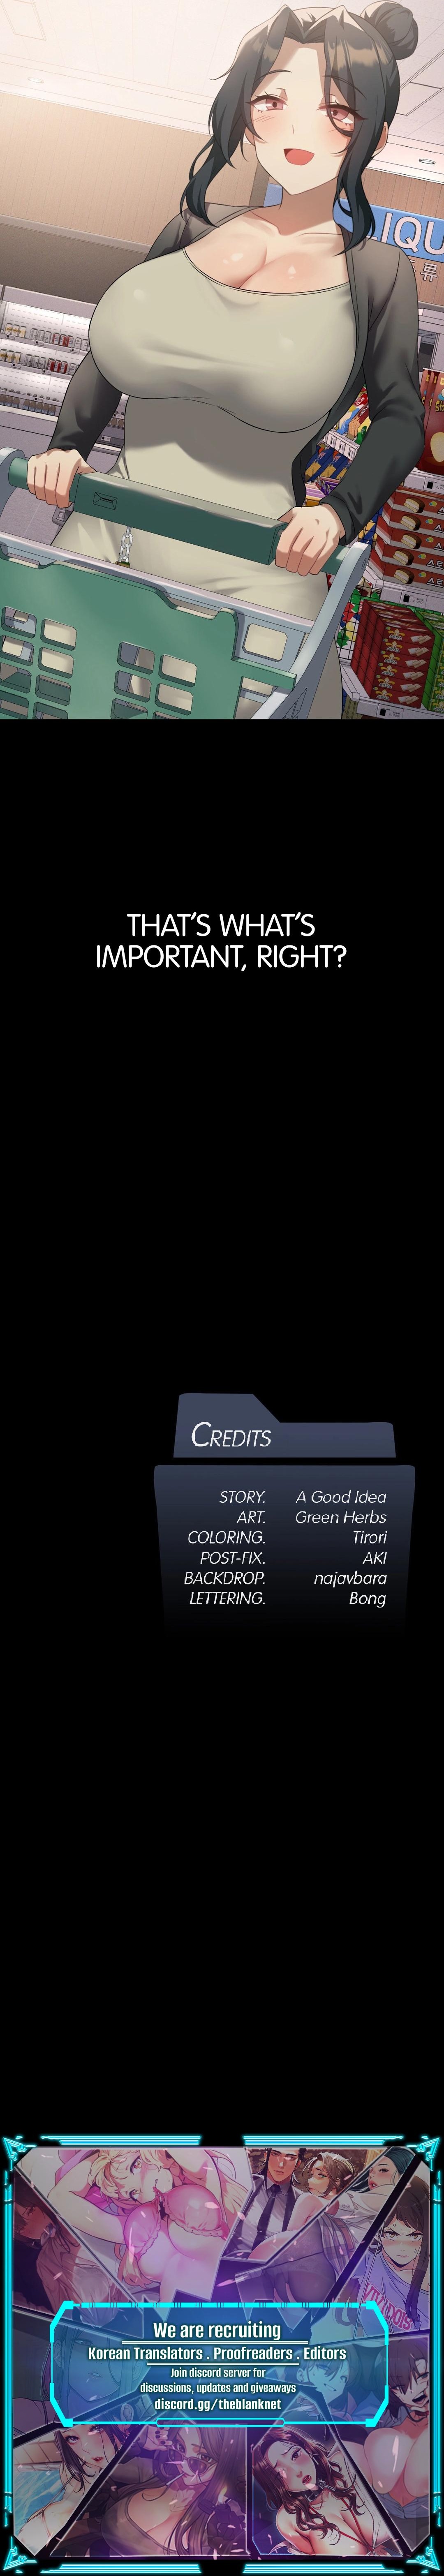 LIQU
류
THAT'S WHAT'S
IMPORTANT, RIGHT?
CREDITS
STORY. A Good Idea
ART. Green Herbs
COLORING. Tirori
POST-FIX. AKI
BACKDROP. najavbara
LETTERING. Bong
We are recruiting
Korean Translators . Proofreaders . Editors
Join discord server for
discussions, updates and giveaways
discord.gg/theblanknet